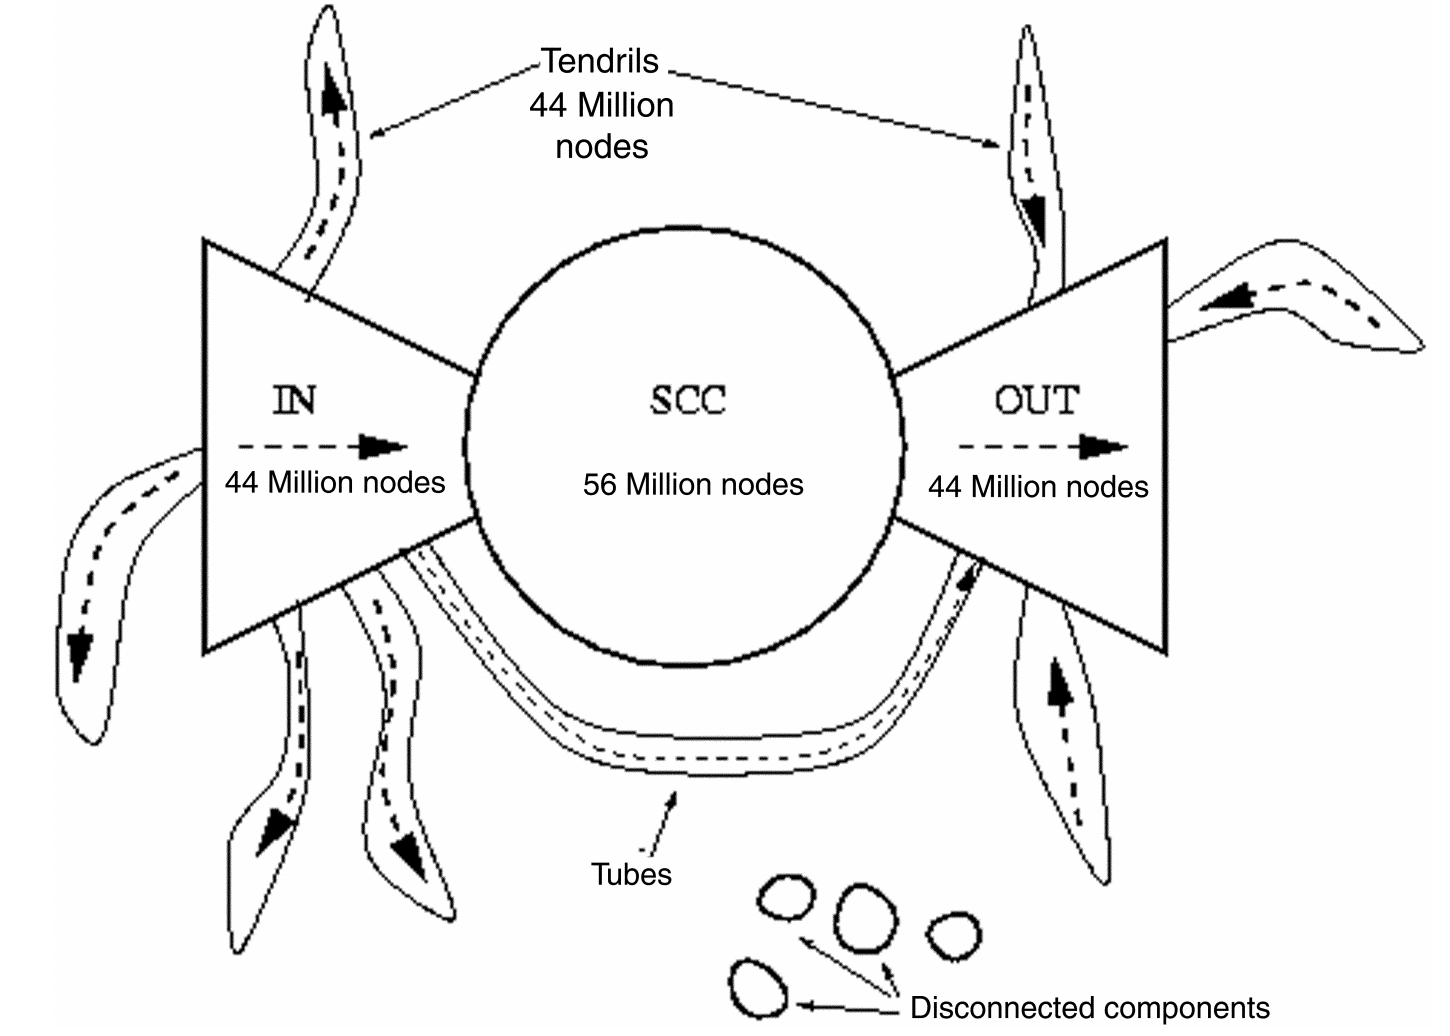 Tendrils
44 Million
nodes
IN
SCC
OUT
44 Million nodes
56 Million nodes
44 Million nodes
Tubes
Disconnected components